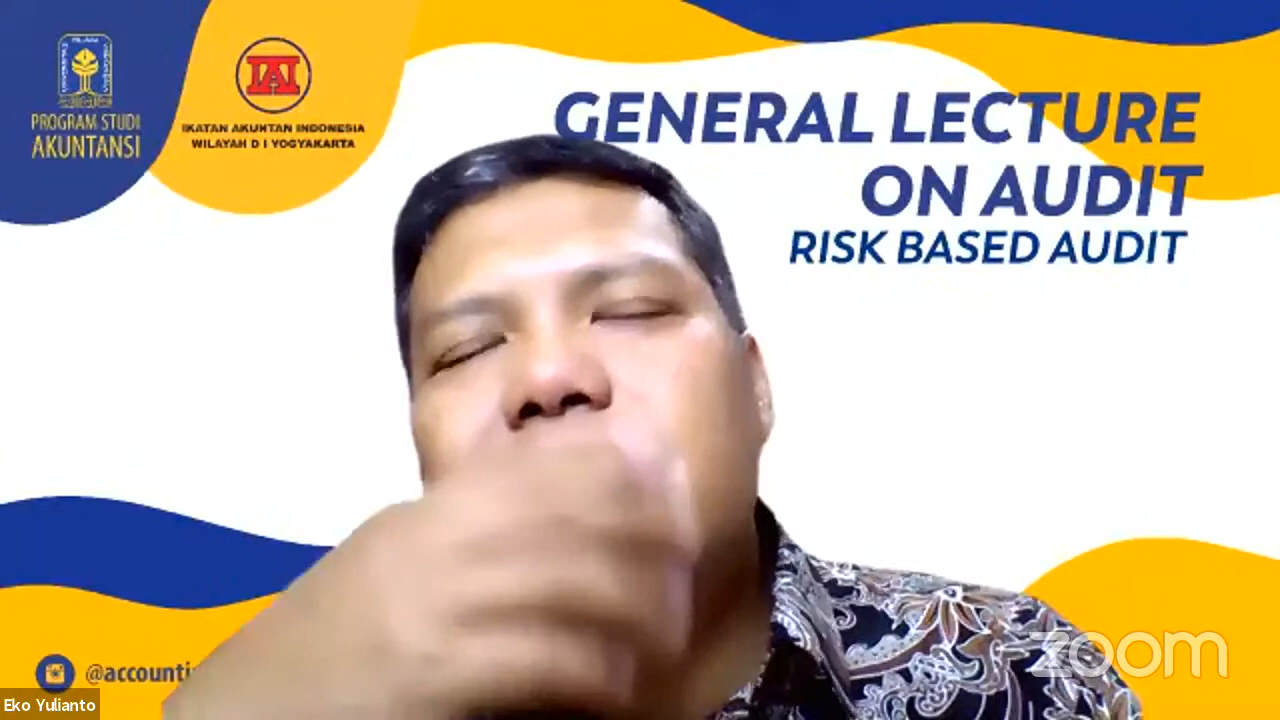 PROGRAM STUDI
AKUNTANSI
IAI
IKATAN AKUNTAN INDONESIA
WILAYAH D I YOGYAKARTA
GENERAL LECTURE
ON AUDIT
RISK BASED AUDIT
Eko Yulianto
zoom